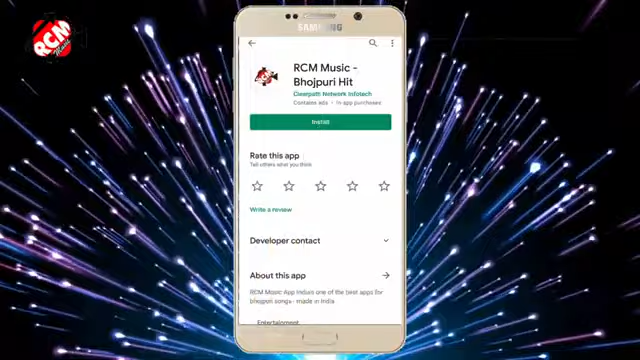 RCM
Music
SAMSUNG
RCM Music -
Bhojpuri Hit
Clearpath Network Infotech
Contains ads · In-app purchases
Install
Rate this app
Tell others what you think
Write a review
Developer contact
About this app
RCM Music App India's one of the best apps for
bhojpuri songs - made in India
Entertainment